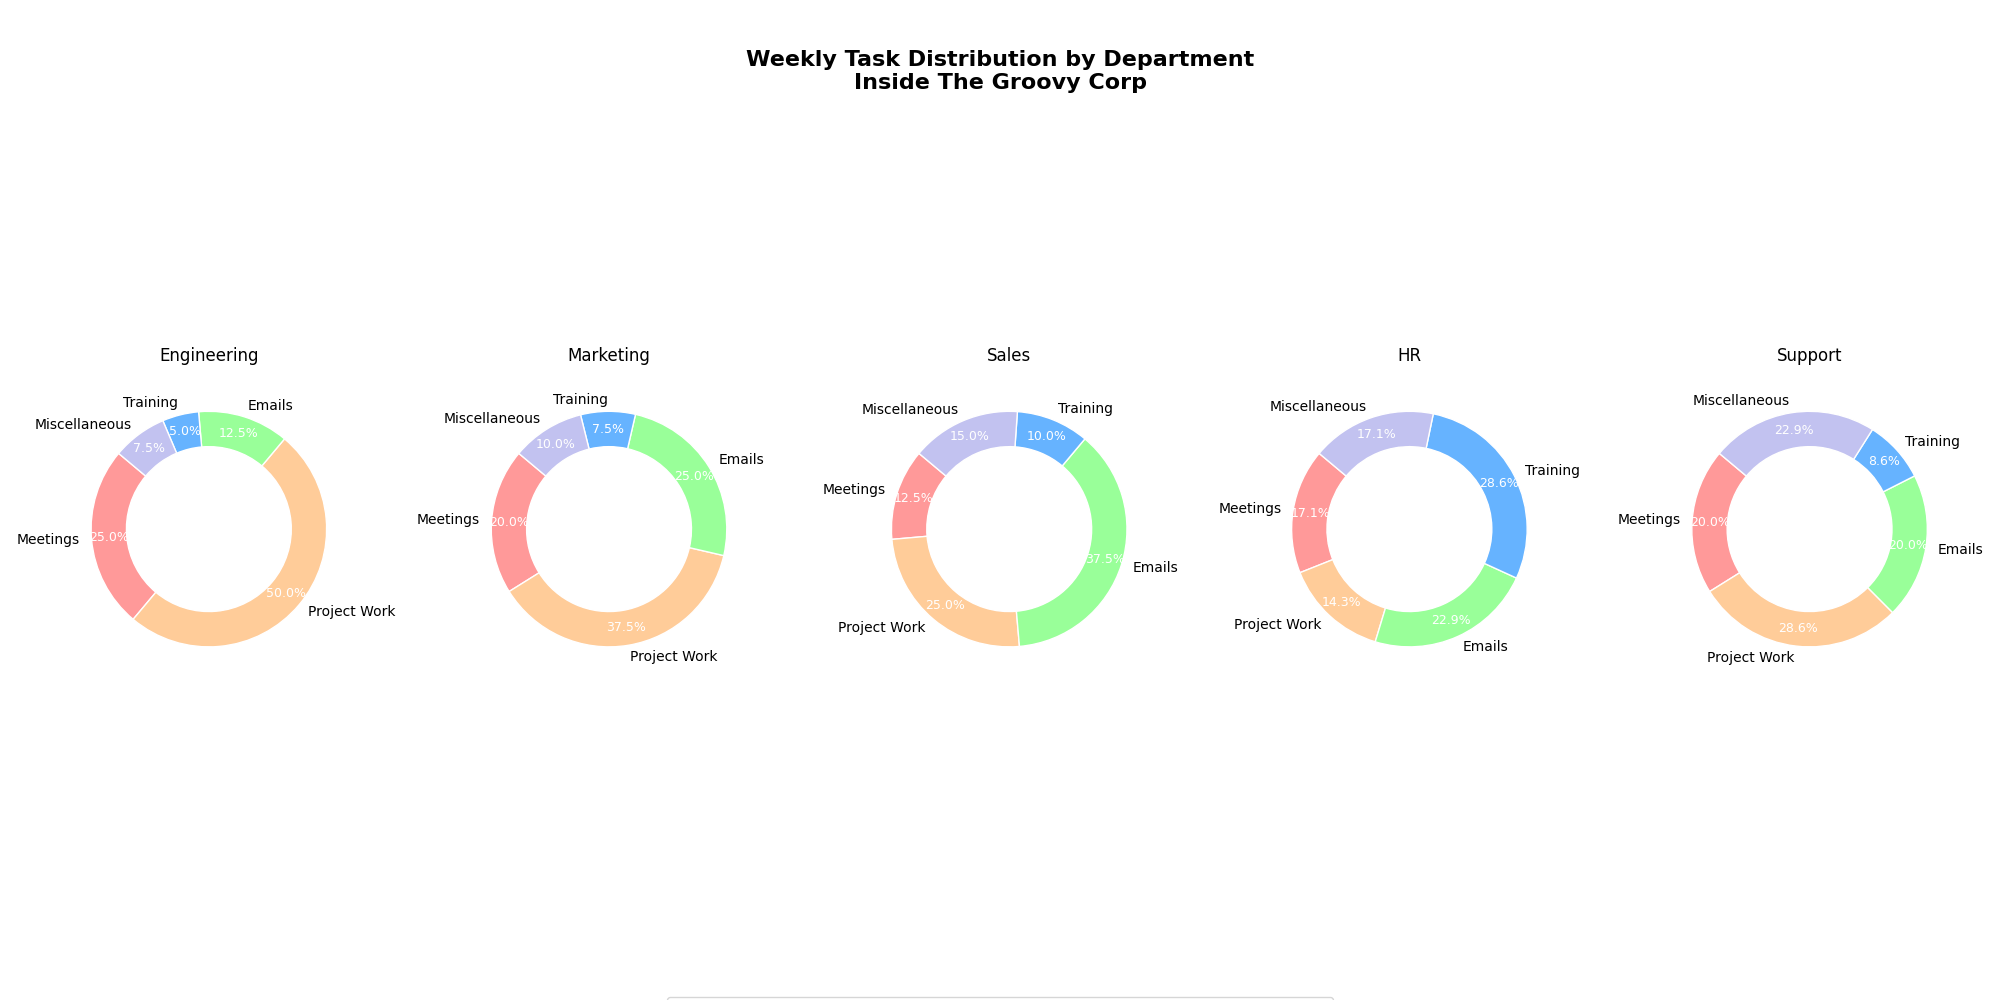 Weekly Task Distribution by Department
Inside The Groovy Corp
Engineering
Training
Emails
Miscellaneous
5.0%
12.5%
7.5%
Meetings
25.0%
50.0%
Project Work
Marketing
Training
Miscellaneous
7.5%
10.0%
Emails
25.0%
Meetings
20.0%
37.5%
Project Work
Sales
Miscellaneous
Training
15.0%
10.0%
Meetings
12.5%
37.5%
Emails
25.0%
Project Work
HR
Miscellaneous
17.1%
Training
28.6%
Meetings
17.1%
14.3%
Project Work
22.9%
Emails
Support
Miscellaneous
22.9%
Training
8.6%
Meetings
20.0%
20.0%
Emails
28.6%
Project Work